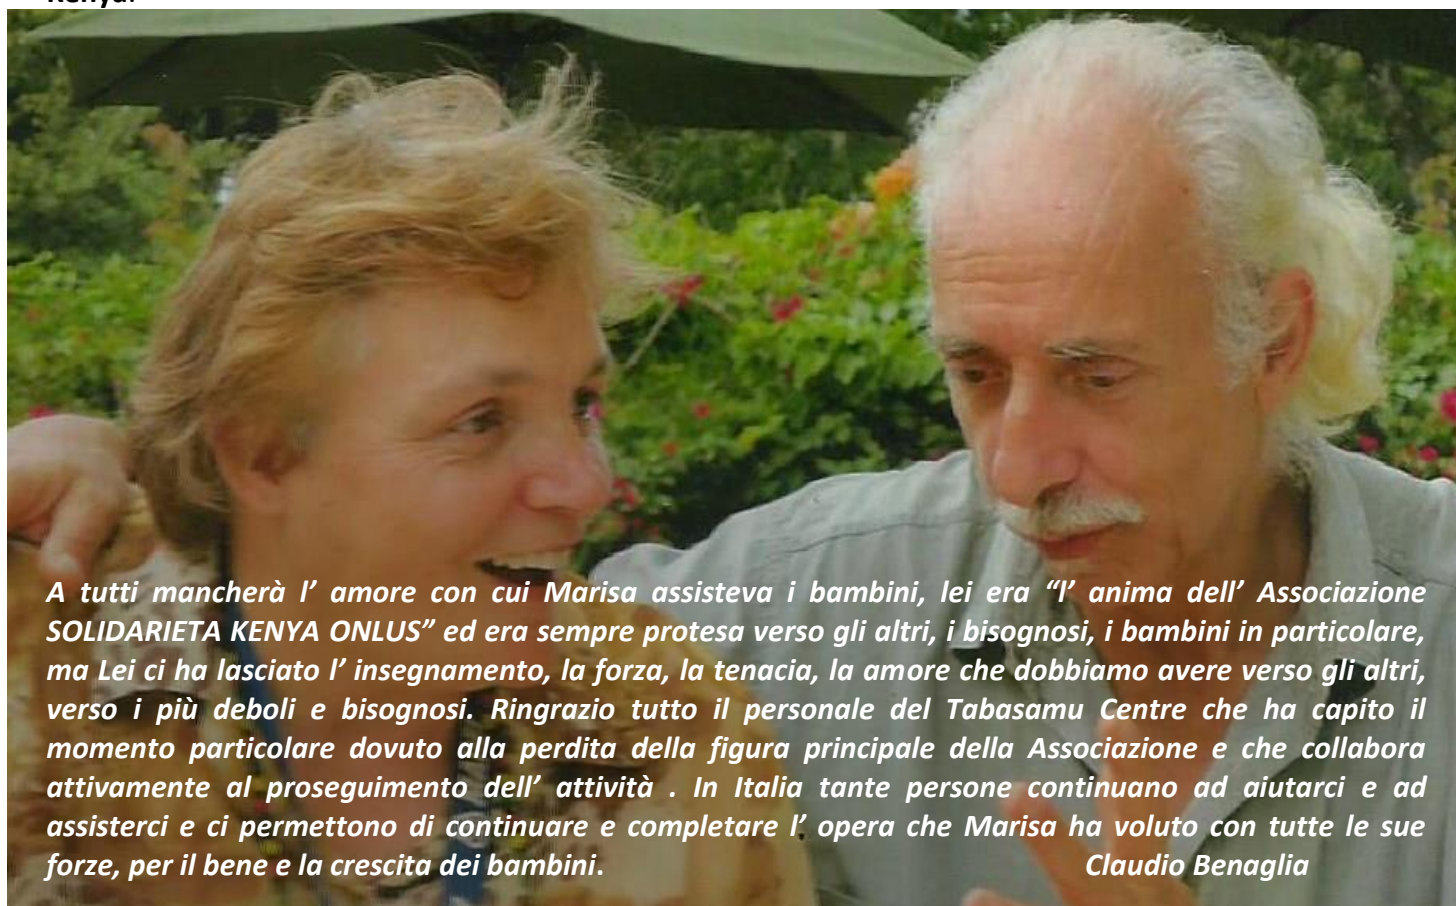 A tutti mancherà l’ amore con cui Marisa assisteva i bambini, lei era “l’ anima dell’ Associazione
SOLIDARIETA KENYA ONLUS” ed era sempre protesa verso gli altri, i bisognosi, i bambini in particolare,
ma Lei ci ha lasciato l’ insegnamento, la forza, la tenacia, la amore che dobbiamo avere verso gli altri,
verso i più deboli e bisognosi. Ringrazio tutto il personale del Tabasamu Centre che ha capito il
momento particolare dovuto alla perdita della figura principale della Associazione e che collabora
attivamente al proseguimento dell’ attività . In Italia tante persone continuano ad aiutarci e ad
assisterci e ci permettono di continuare e completare l’ opera che Marisa ha voluto con tutte le sue
forze, per il bene e la crescita dei bambini. Claudio Benaglia